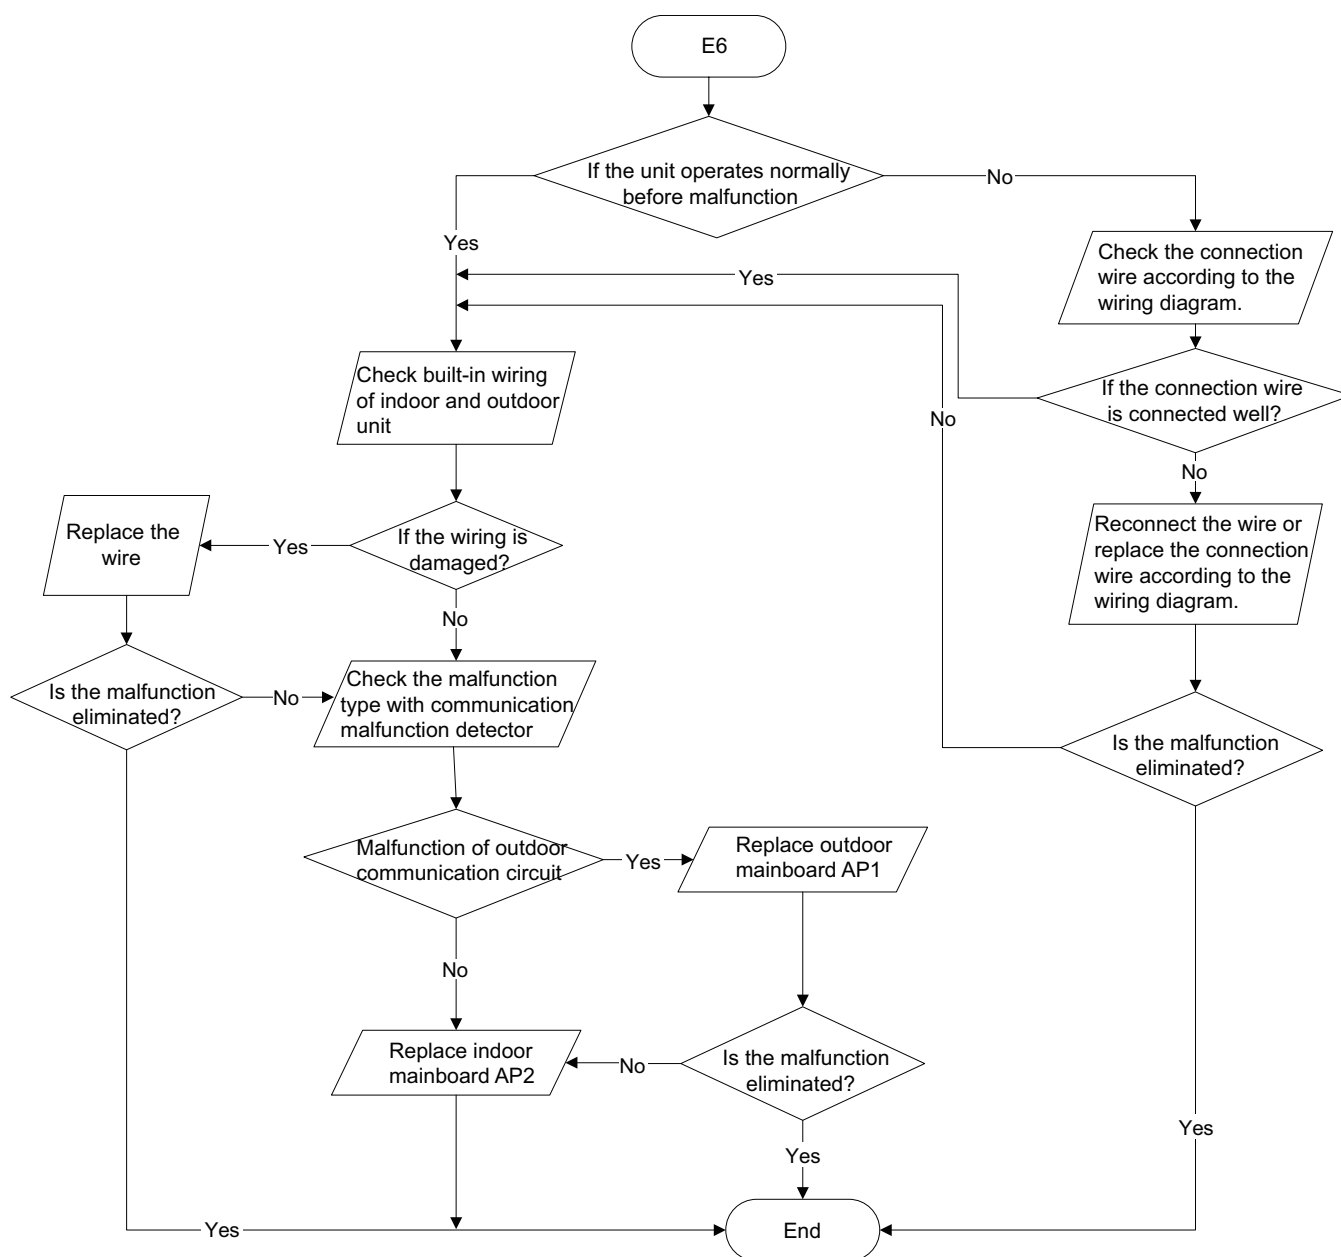 E6
If the unit operates normally
before malfunction
No
Yes
Check the connection
wire according to the
wiring diagram.
Yes
Check built-in wiring
of indoor and outdoor
unit
If the connection wire
is connected well?
No
No
Reconnect the wire or
replace the connection
wire according to the
wiring diagram.
Replace the
wire
Yes
If the wiring is
damaged?
No
Is the malfunction
eliminated?
No
Check the malfunction
type with communication
malfunction detector
Is the malfunction
eliminated?
Malfunction of outdoor
communication circuit
Yes
Replace outdoor
mainboard AP1
No
Replace indoor
mainboard AP2
No
Is the malfunction
eliminated?
Yes
Yes
Yes
End